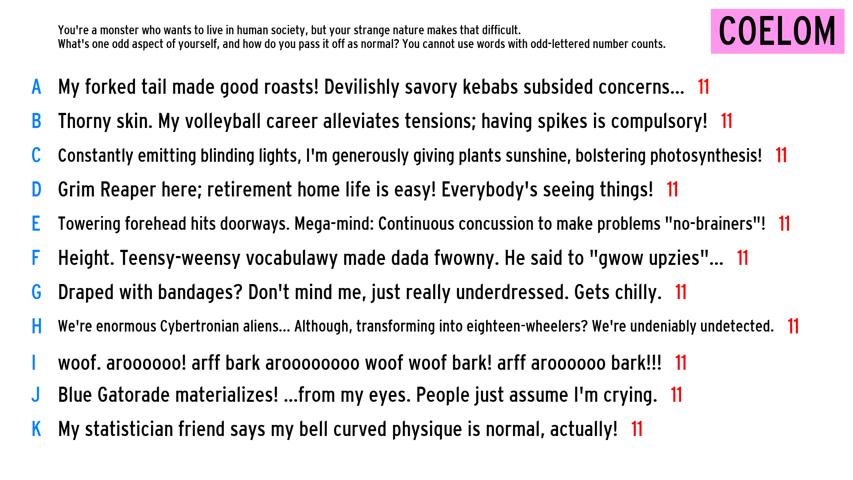 You're a monster who wants to live in human society, but your strange nature makes that difficult.
What's one odd aspect of yourself, and how do you pass it off as normal? You cannot use words with odd-lettered number counts.
COELOM
A My forked tail made good roasts! Devilishly savory kebabs subsided concerns... 11
B Thorny skin. My volleyball career alleviates tensions; having spikes is compulsory! 11
C Constantly emitting blinding lights, I'm generously giving plants sunshine, bolstering photosynthesis! 11
D Grim Reaper here; retirement home life is easy! Everybody's seeing things! 11
E Towering forehead hits doorways. Mega-mind: Continuous concussion to make problems "no-brainers"! 11
F Height. Teensy-weensy vocabulawy made dada fwowny. He said to "gwow upzies"... 11
G Draped with bandages? Don't mind me, just really underdressed. Gets chilly. 11
H We're enormous Cybertronian aliens... Although, transforming into eighteen-wheelers? We're undeniably undetected. 11
I woof. aroooooo! arff bark aroooooooo woof woof bark! arff aroooooo bark!!! 11
J Blue Gatorade materializes! ...from my eyes. People just assume I'm crying. 11
K My statistician friend says my bell curved physique is normal, actually! 11